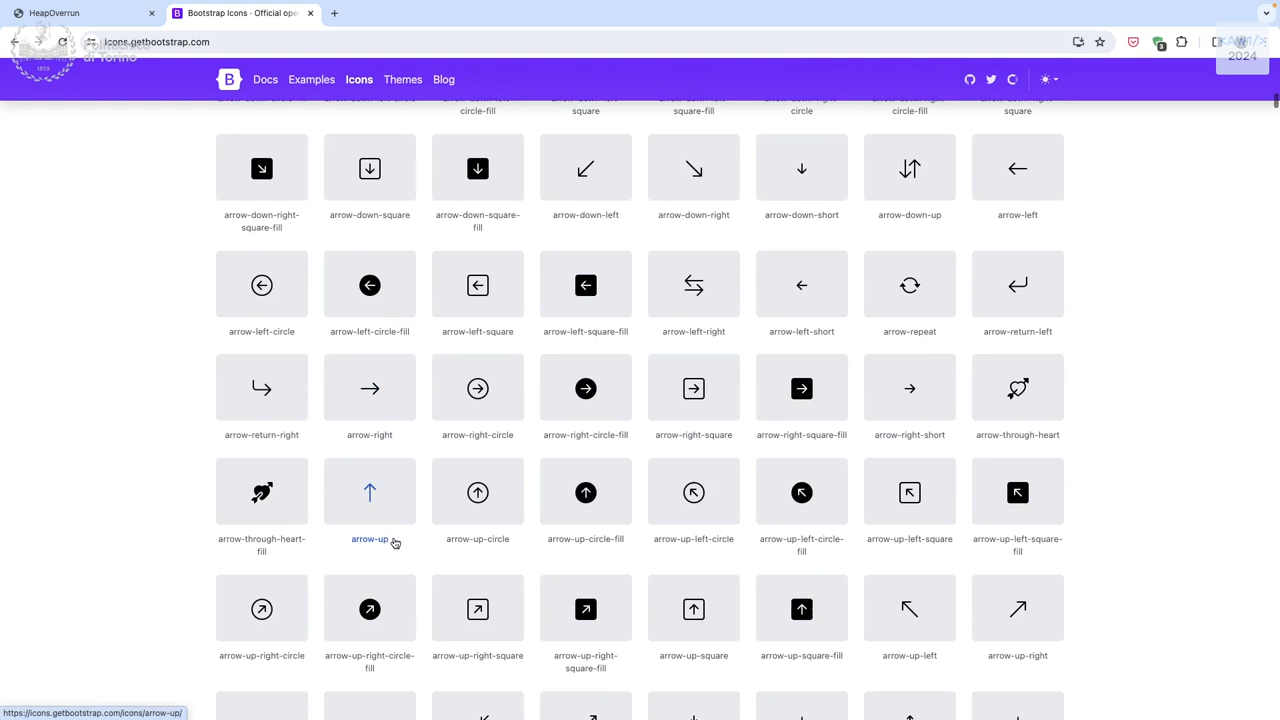 HeapOverrun
Bootstrap Icons - Official ope
icons.getbootstrap.com
3
Politecnico
di Torino
1859
2024
B
Docs
Examples
Icons
Themes
Blog
circle-fill
square
square-fill
circle
circle-fill
square
arrow-down-right-
square-fill
arrow-down-square
arrow-down-square-
fill
arrow-down-left
arrow-down-right
arrow-down-short
arrow-down-up
arrow-left
arrow-left-circle
arrow-left-circle-fill
arrow-left-square
arrow-left-square-fill
arrow-left-right
arrow-left-short
arrow-repeat
arrow-return-left
arrow-return-right
arrow-right
arrow-right-circle
arrow-right-circle-fill
arrow-right-square
arrow-right-square-fill
arrow-right-short
arrow-through-heart
arrow-through-heart-
fill
arrow-up
arrow-up-circle
arrow-up-circle-fill
arrow-up-left-circle
arrow-up-left-circle-
fill
arrow-up-left-square
arrow-up-left-square-
fill
arrow-up-right-circle
arrow-up-right-circle-
fill
arrow-up-right-square
arrow-up-right-
square-fill
arrow-up-square
arrow-up-square-fill
arrow-up-left
arrow-up-right
https://icons.getbootstrap.com/icons/arrow-up/